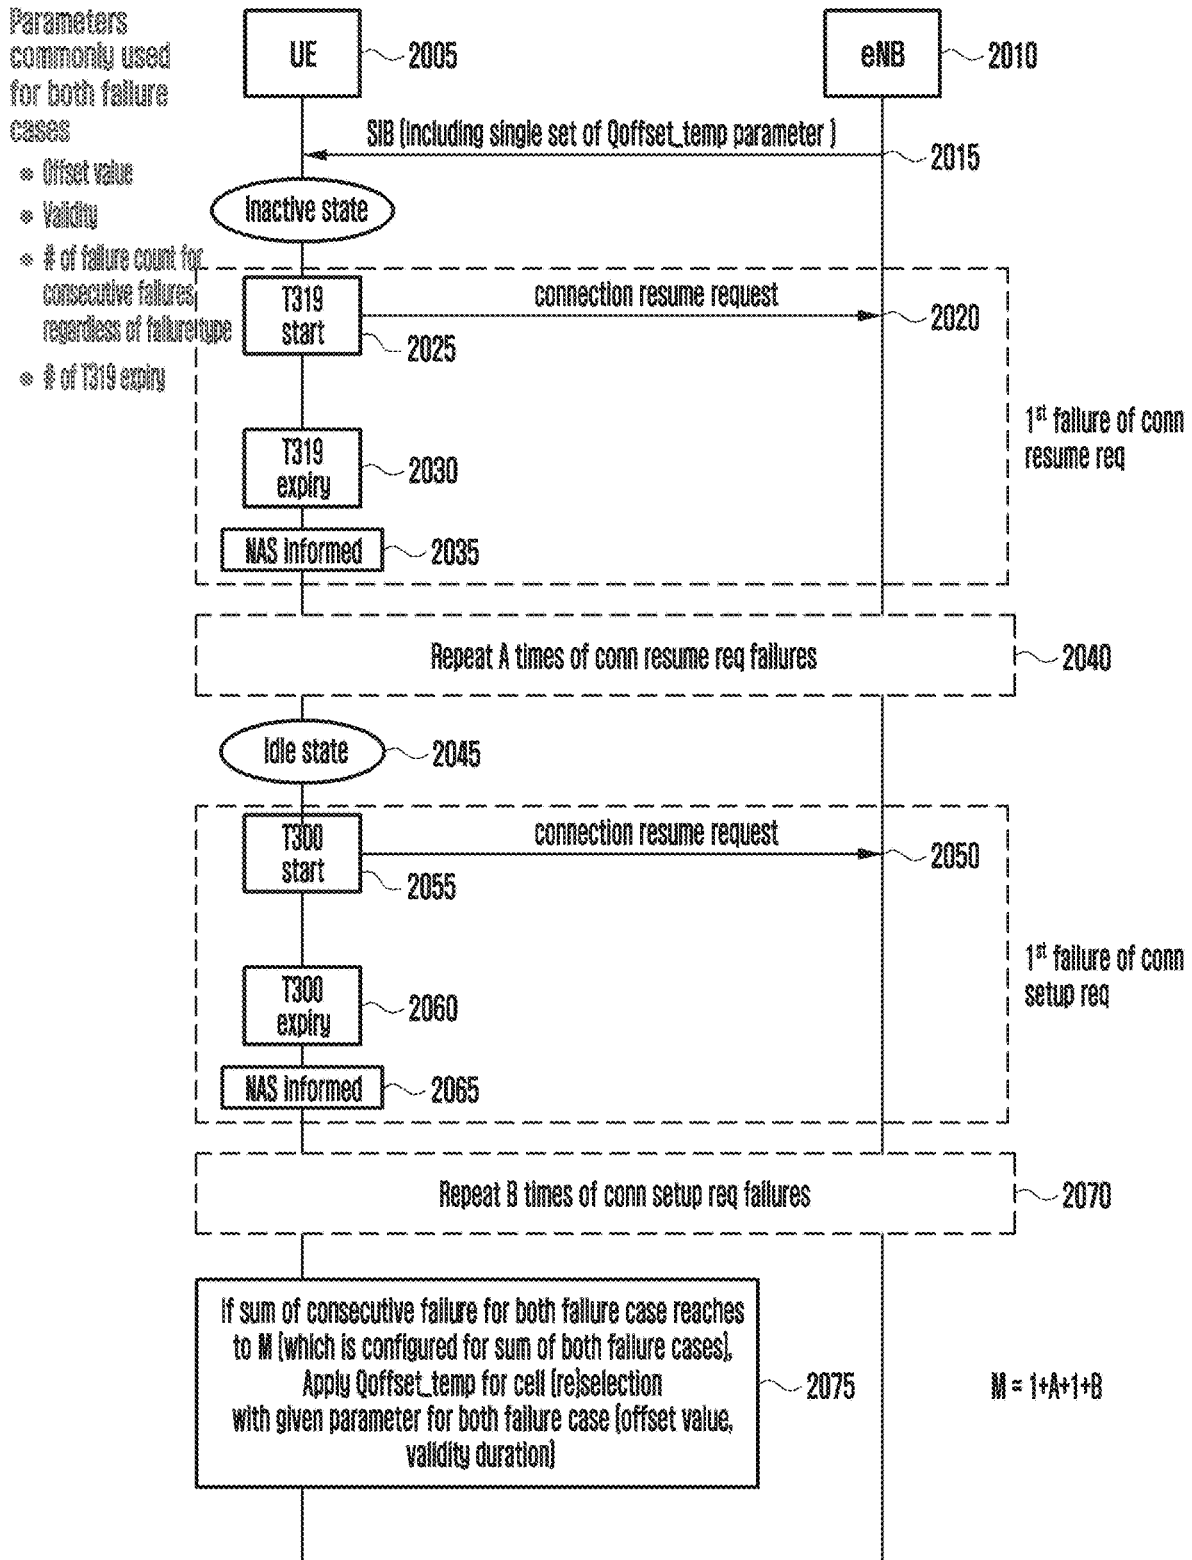 Parameters
commonly used
for both failure
cases
• Offset value
• Validity
• # of failure count for
consecutive failures,
regardless of failure type
• # of T319 expiry
UE
2005
eNB
2010
SIB (including single set of Qoffset_temp parameter )
2015
Inactive state
T319
start
connection resume request
2020
2025
T319
expiry
2030
NAS informed
2035
1st failure of conn
resume req
Repeat A times of conn resume req failures
2040
Idle state
2045
T300
start
connection resume request
2050
2055
T300
expiry
2060
NAS informed
2065
1st failure of conn
setup req
Repeat B times of conn setup req failures
2070
If sum of consecutive failure for both failure case reaches
to M (which is configured for sum of both failure cases),
Apply Qoffset_temp for cell (re)selection
with given parameter for both failure case (offset value,
validity duration)
2075
M = 1+A+1+B